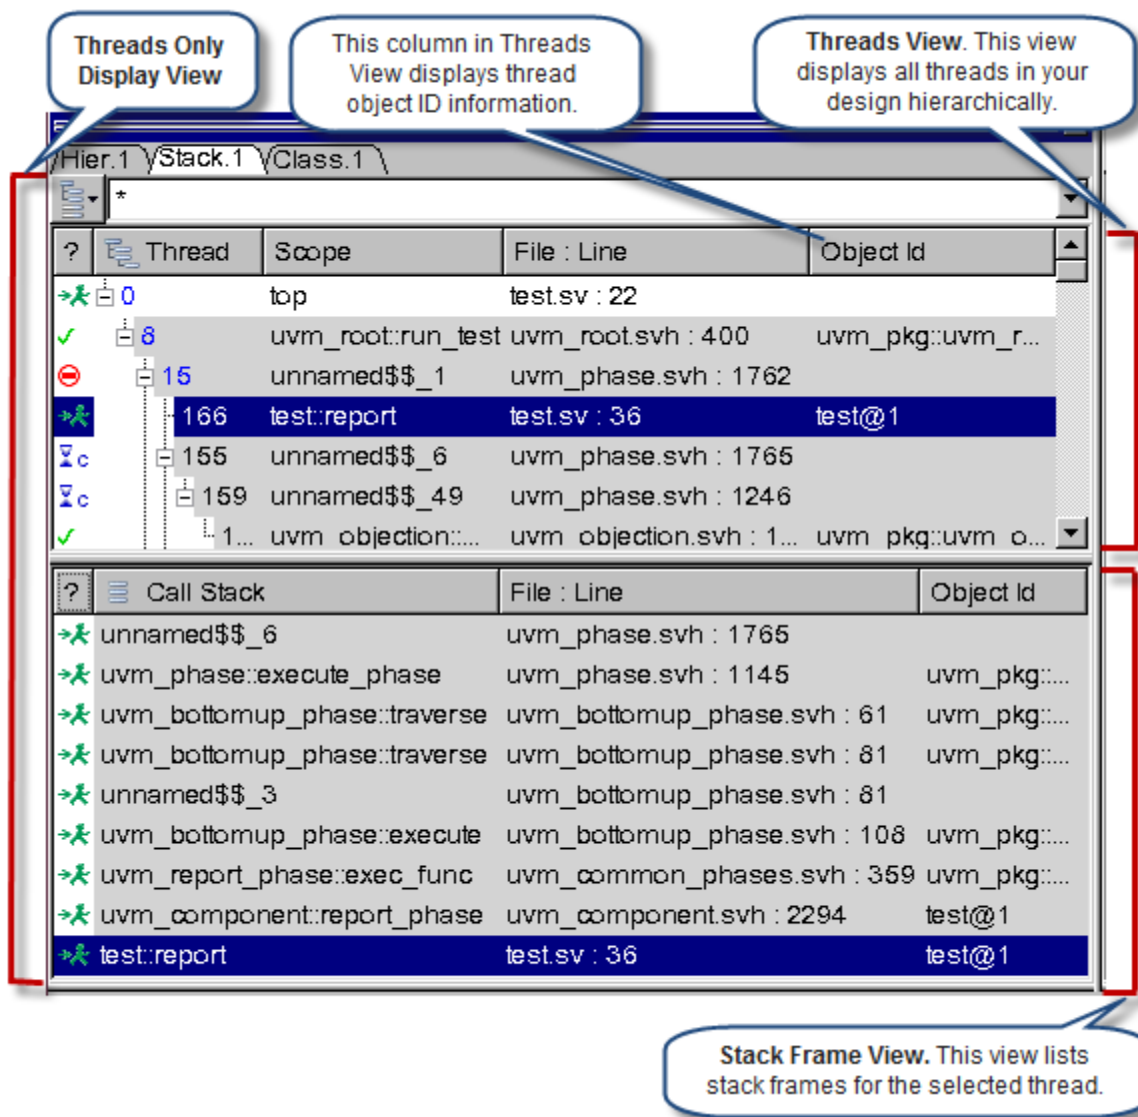 Threads Only
Display View
This column in Threads
View displays thread
object ID information.
Threads View. This view
displays all threads in your
design hierarchically.
Hier.1 Stack.1 Class.1
*
? Thread Scope File : Line Object Id
0 top test.sv : 22
8 uvm_root::run_test uvm_root.svh : 400 uvm_pkg::uvm_r...
15 unnamed$$_1 uvm_phase.svh : 1762
166 test::report test.sv : 36 test@1
c 155 unnamed$$_6 uvm_phase.svh : 1765
c 159 unnamed$$_49 uvm_phase.svh : 1246
1... uvm_objection::... uvm_objection.svh : 1... uvm_pkg::uvm_o...
? Call Stack File : Line Object Id
unnamed$$_6 uvm_phase.svh : 1765
uvm_phase::execute_phase uvm_phase.svh : 1145 uvm_pkg::...
uvm_bottomup_phase::traverse uvm_bottomup_phase.svh : 61 uvm_pkg::...
uvm_bottomup_phase::traverse uvm_bottomup_phase.svh : 81 uvm_pkg::...
unnamed$$_3 uvm_bottomup_phase.svh : 81
uvm_bottomup_phase::execute uvm_bottomup_phase.svh : 108 uvm_pkg::...
uvm_report_phase::exec_func uvm_common_phases.svh : 359 uvm_pkg::...
uvm_component::report_phase uvm_component.svh : 2294 test@1
test::report test.sv : 36 test@1
Stack Frame View. This view lists
stack frames for the selected thread.